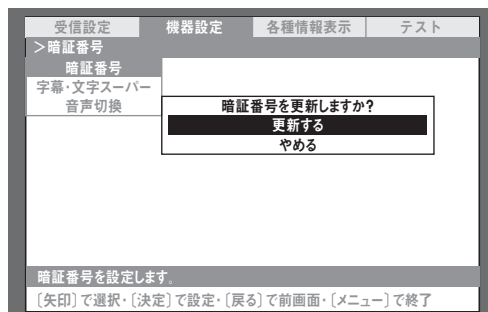 受信設定 機器設定 各種情報表示 テスト
＞暗証番号
暗証番号
字幕･文字スーパー
音声切換
暗証番号を更新しますか？
更新する
やめる
暗証番号を設定します。
〔矢印〕で選択･〔決定〕で設定･〔戻る〕で前画面･〔メニュー〕で終了